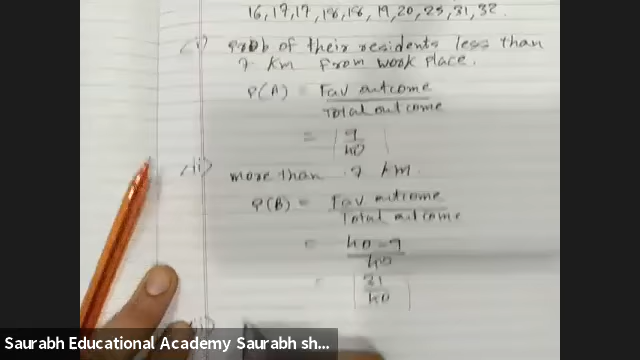 16, 17, 17, 18, 18, 19, 20, 25, 31, 32.
(i) Prob of their residents less than
7 km from work place.
P(A) = Fav outcome
Total outcome
= 9
40
(ii) more than 7 km.
P(B) = Fav outcome
Total outcome
= 40-9
40
= 31
40
(iii)
Saurabh Educational Academy Saurabh sh...